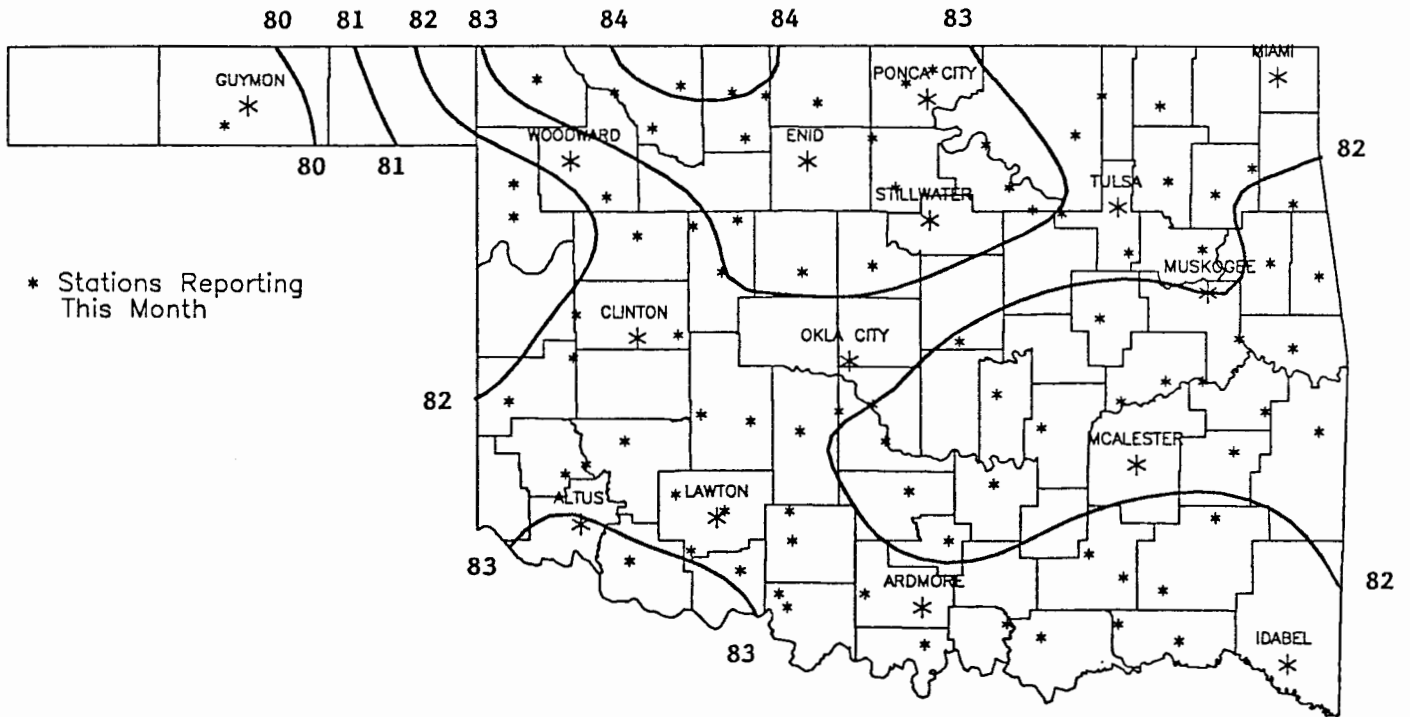 80 81 82 83 84 84 83
MIAMI
GUYMON
PONCA CITY
WOODWARD
ENID
82
80 81
TULSA
STILLWATER
* Stations Reporting
This Month
MUSKOGEE
CLINTON
OKLA CITY
82
MCALESTER
ALTUS
LAWTON
83
ARDMORE
82
IDABEL
83